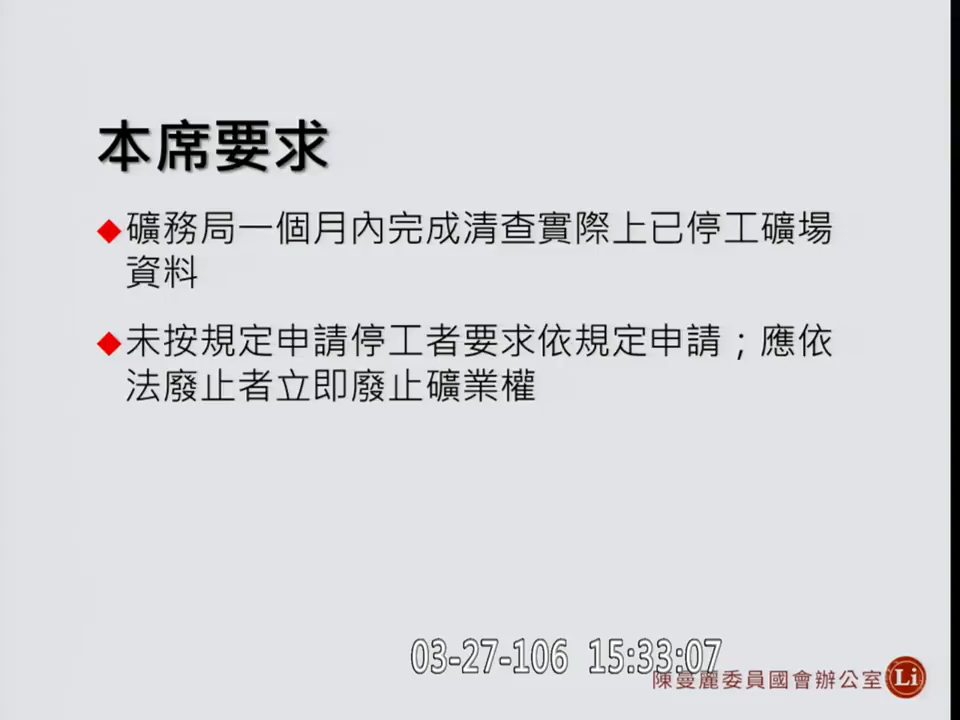 本席要求
◆礦務局一個月內完成清查實際上已停工礦場
資料
◆未按規定申請停工者要求依規定申請；應依
法廢止者立即廢止礦業權
03-27-106 15:33:07
陳曼麗委員國會辦公室 Li